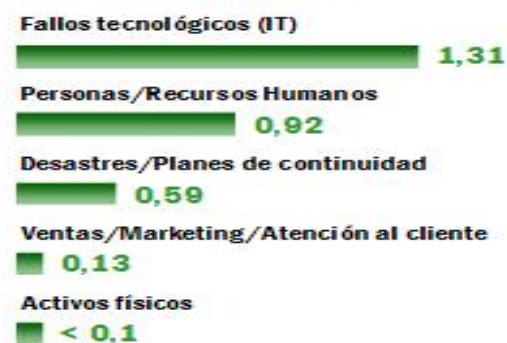 Fallos tecnológicos (IT)
1,31
Personas/Recursos Humanos
0,92
Desastres/Planes de continuidad
0,59
Ventas/Marketing/Atención al cliente
0,13
Activos físicos
< 0,1